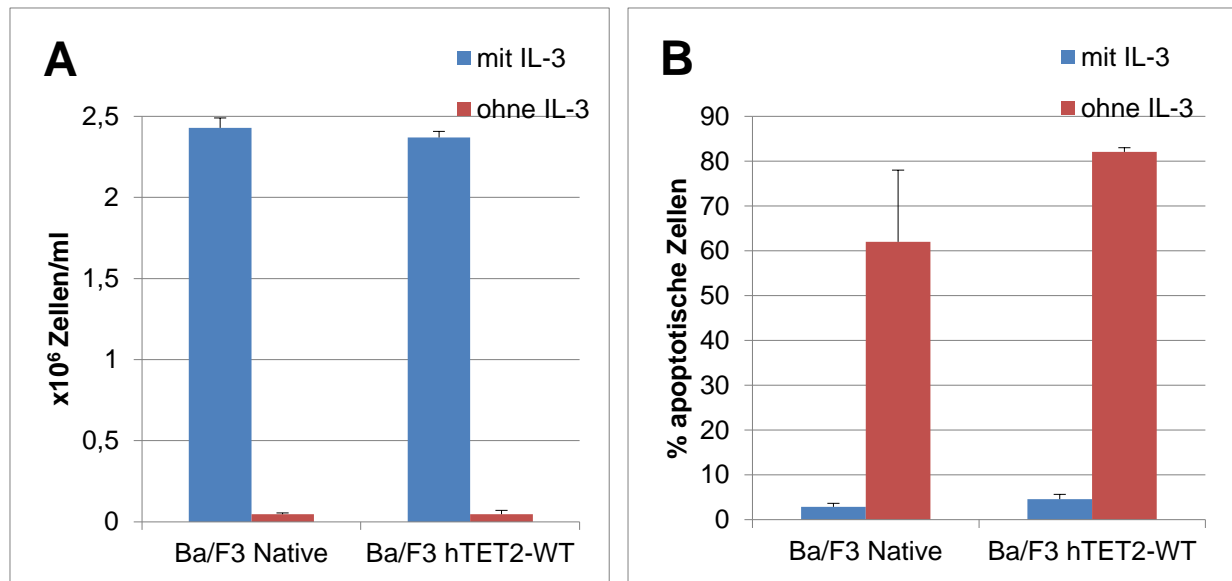 A
mit IL-3
ohne IL-3
x10⁶ Zellen/ml
2,5
2
1,5
1
0,5
0
Ba/F3 Native
Ba/F3 hTET2-WT
B
mit IL-3
ohne IL-3
% apoptotische Zellen
90
80
70
60
50
40
30
20
10
0
Ba/F3 Native
Ba/F3 hTET2-WT